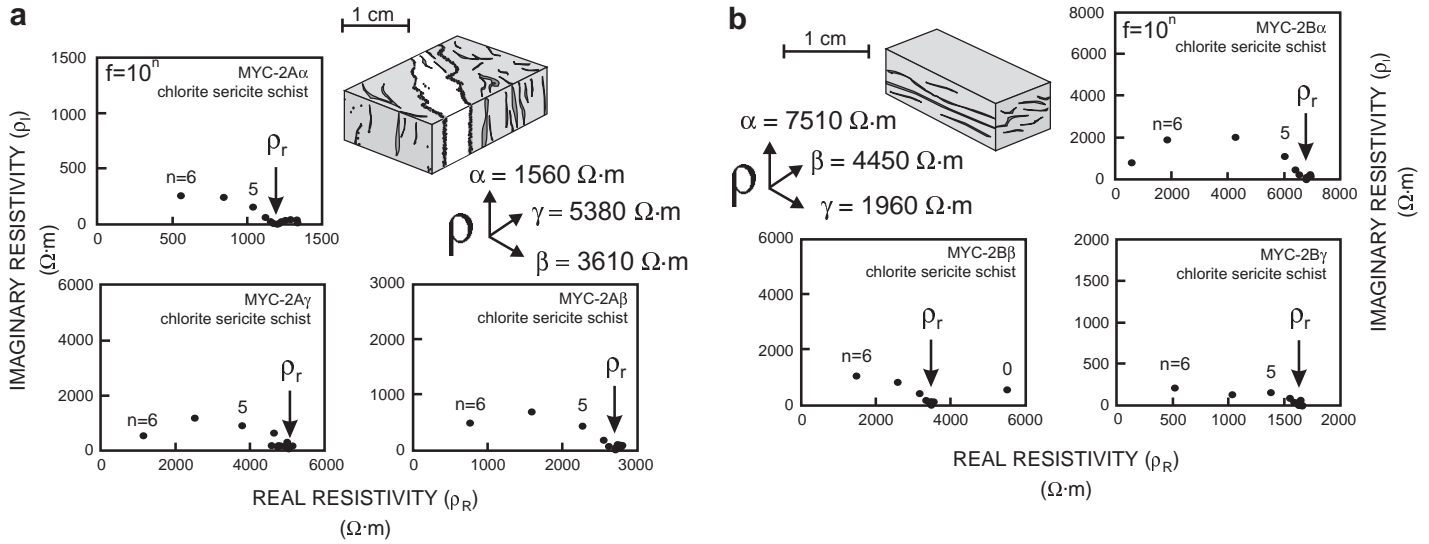 a
1 cm
1500
1000
500
0
f=10ⁿ
MYC-2Aα
chlorite sericite schist
ρr
n=6
5
0
500
1000
1500
α = 1560 Ω·m
γ = 5380 Ω·m
β = 3610 Ω·m
ρ
IMAGINARY RESISTIVITY (ρI)
(Ω·m)
6000
4000
2000
0
MYC-2Aγ
chlorite sericite schist
ρr
n=6
5
0
2000
4000
6000
3000
2000
1000
0
MYC-2Aβ
chlorite sericite schist
ρr
n=6
5
0
1000
2000
3000
REAL RESISTIVITY (ρR)
(Ω·m)
b
1 cm
α = 7510 Ω·m
β = 4450 Ω·m
γ = 1960 Ω·m
ρ
8000
6000
4000
2000
0
f=10ⁿ
MYC-2Bα
chlorite sericite schist
ρr
n=6
5
0
2000
4000
6000
8000
IMAGINARY RESISTIVITY (ρI)
(Ω·m)
6000
4000
2000
0
MYC-2Bβ
chlorite sericite schist
ρr
n=6
0
0
2000
4000
6000
2000
1500
1000
500
0
MYC-2Bγ
chlorite sericite schist
ρr
n=6
5
0
500
1000
1500
2000
REAL RESISTIVITY (ρR)
(Ω·m)